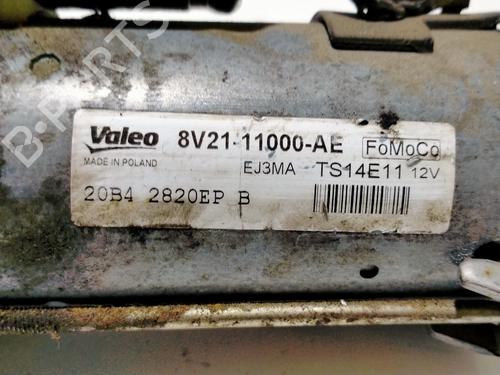 B-PARTS
Valeo 8V21-11000-AE FoMoCo
MADE IN POLAND EJ3MA TS14E11 12V
20B4 2820EP B